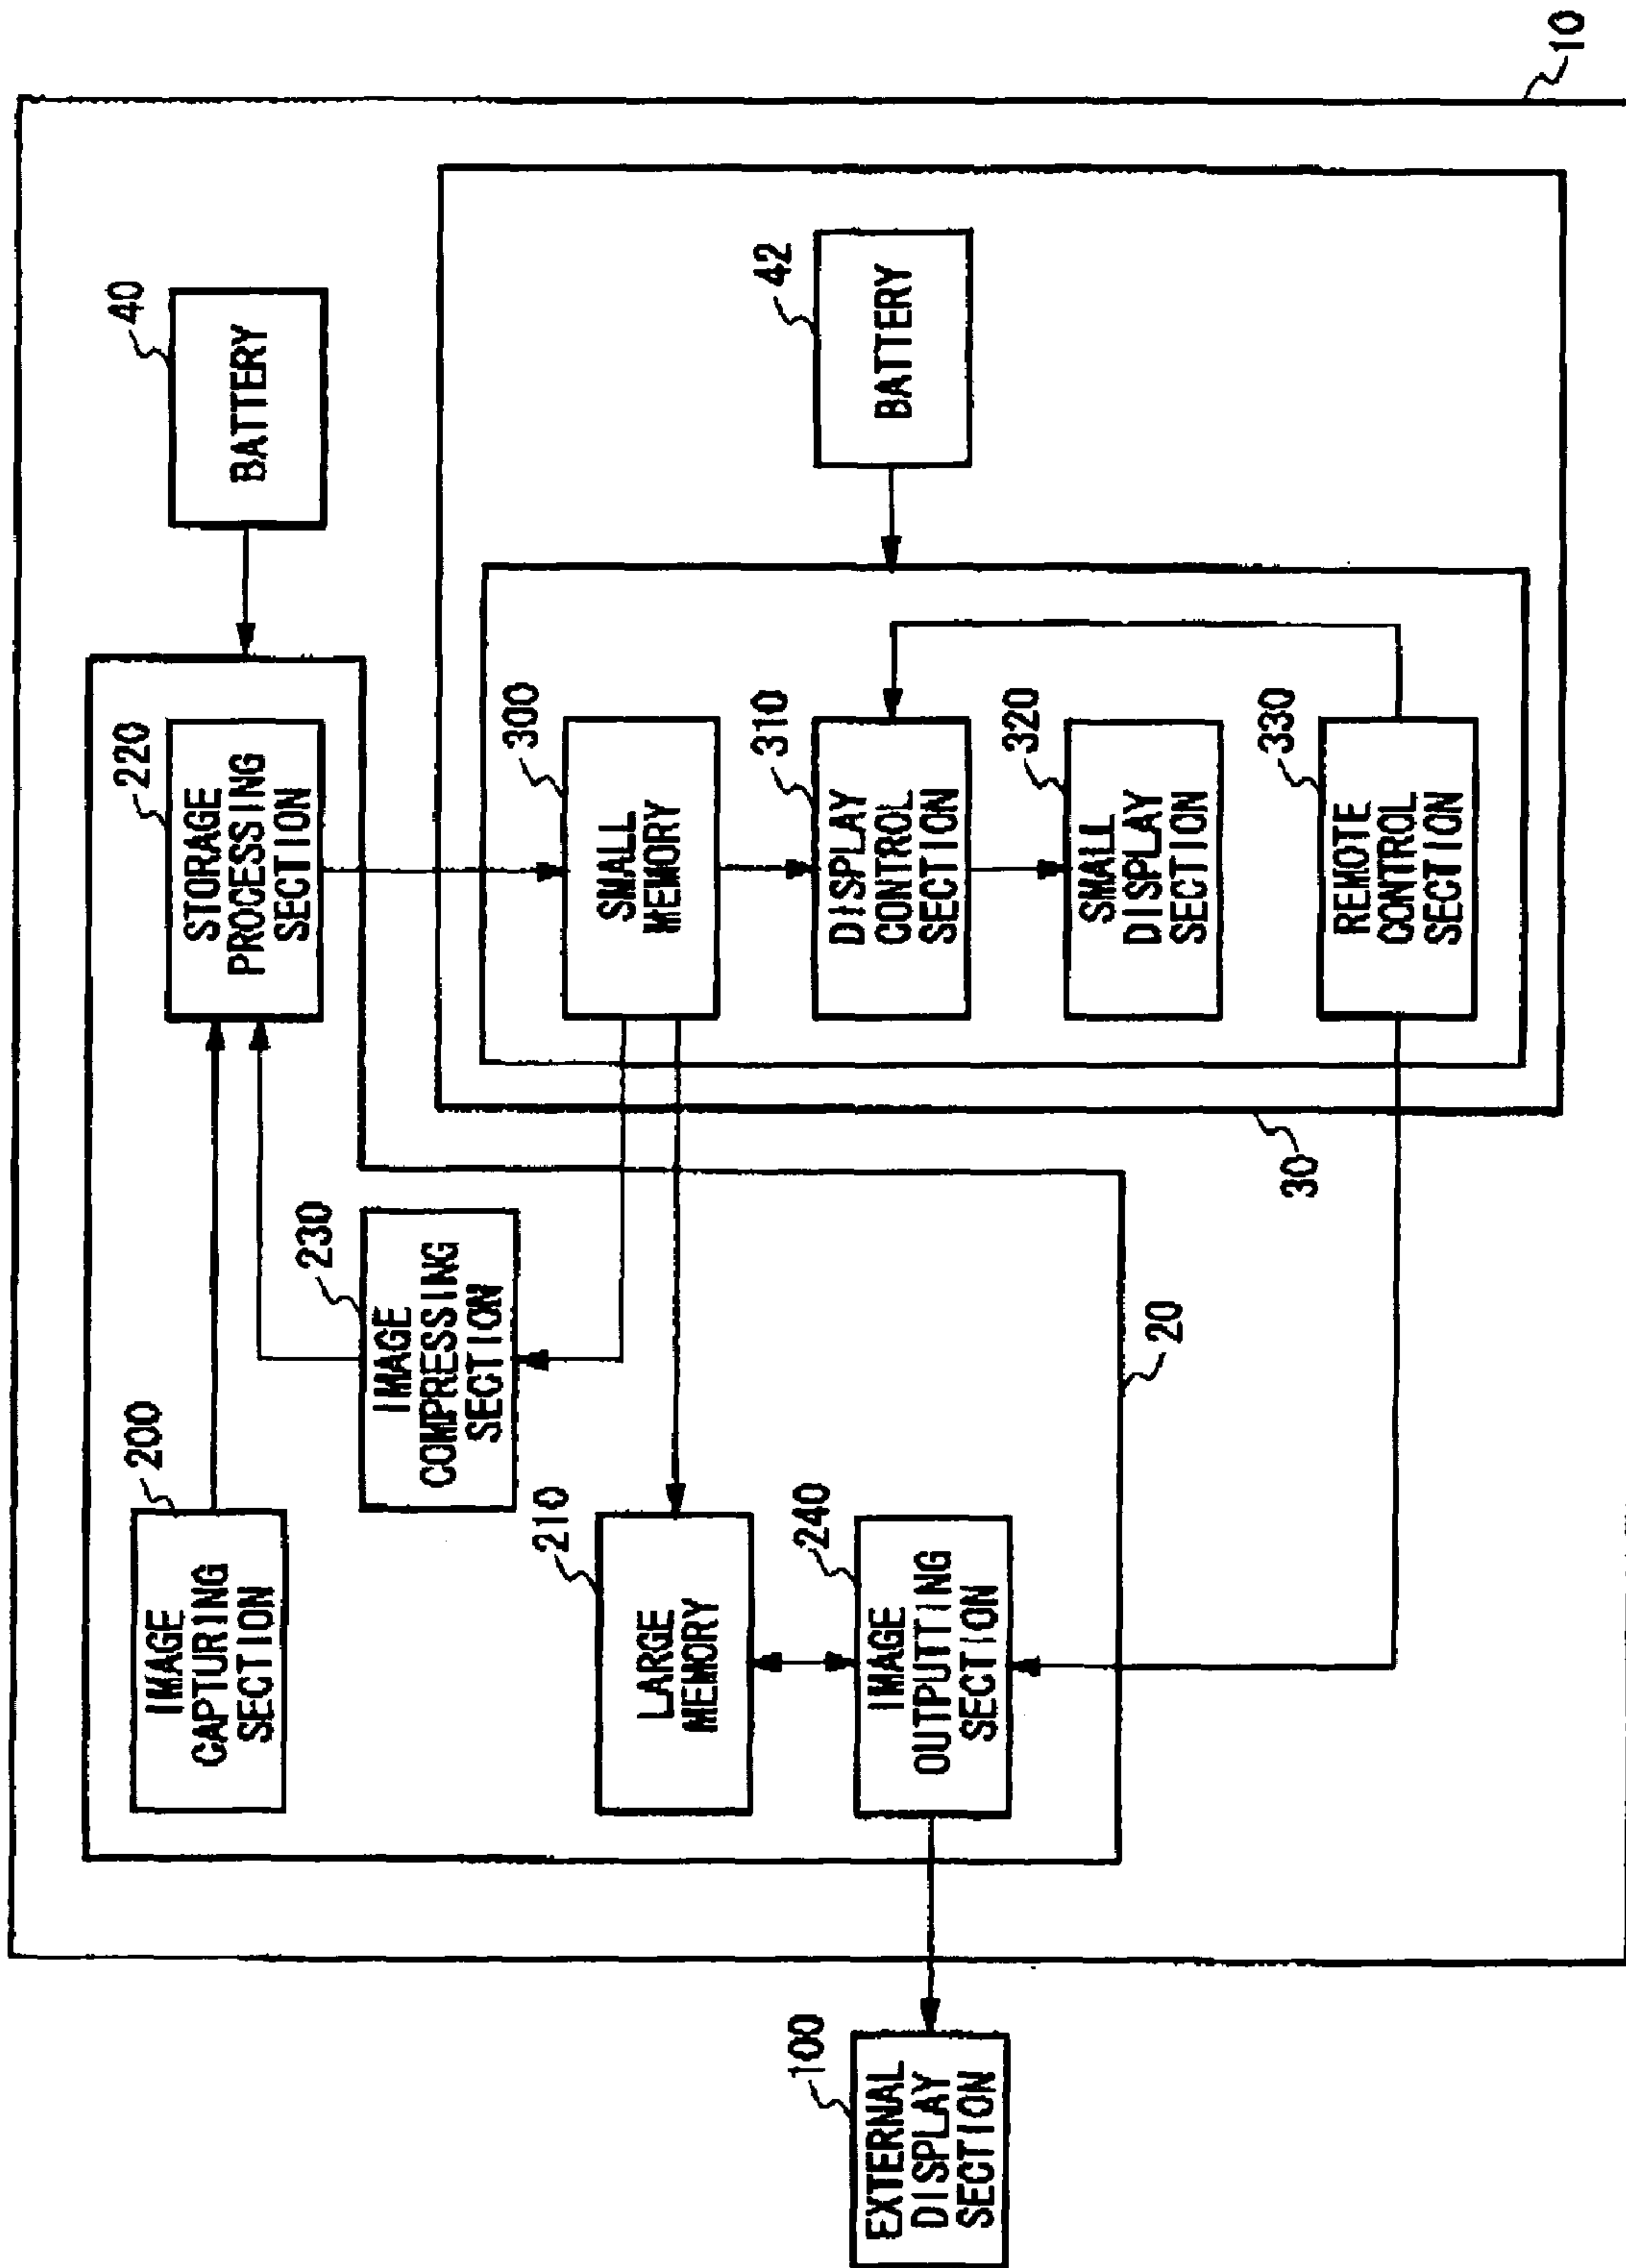 10
40
BATTERY
220
STORAGE
PROCESSING
SECTION
200
IMAGE
CAPTURING
SECTION
230
IMAGE
COMPRESSING
SECTION
42
BATTERY
300
SMALL
MEMORY
310
DISPLAY
CONTROL
SECTION
320
SMALL
DISPLAY
SECTION
330
REMOTE
CONTROL
SECTION
30
210
LARGE
MEMORY
240
IMAGE
OUTPUTTING
SECTION
20
100
EXTERNAL
DISPLAY
SECTION